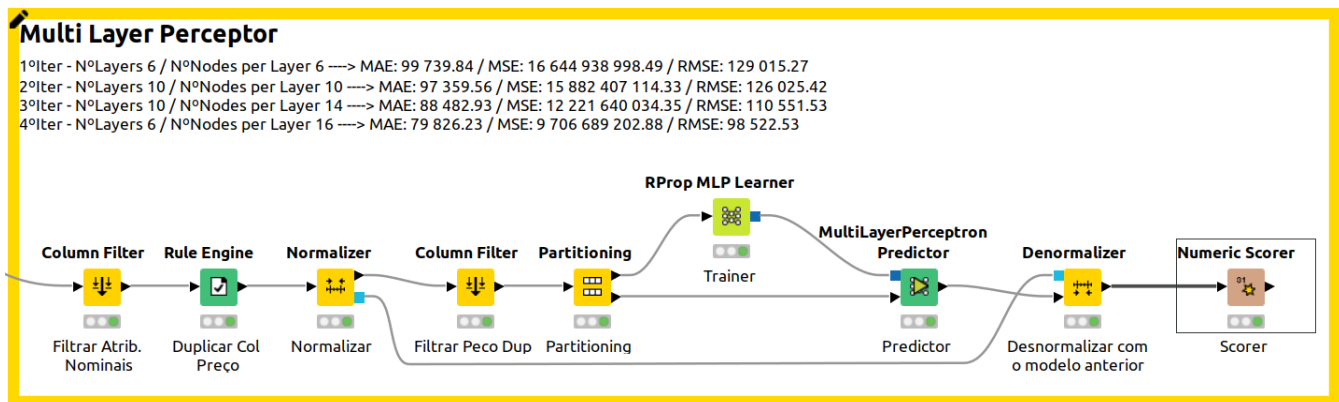 Multi Layer Perceptor
1ºIter - NºLayers 6 / NºNodes per Layer 6 ----> MAE: 99 739.84 / MSE: 16 644 938 998.49 / RMSE: 129 015.27
2ºIter - NºLayers 10 / NºNodes per Layer 10 ----> MAE: 97 359.56 / MSE: 15 882 407 114.33 / RMSE: 126 025.42
3ºIter - NºLayers 10 / NºNodes per Layer 14 ----> MAE: 88 482.93 / MSE: 12 221 640 034.35 / RMSE: 110 551.53
4ºIter - NºLayers 6 / NºNodes per Layer 16 ----> MAE: 79 826.23 / MSE: 9 706 689 202.88 / RMSE: 98 522.53
RProp MLP Learner
Trainer
Column Filter
Filtrar Atrib.
Nominais
Rule Engine
Duplicar Col
Preço
Normalizer
Normalizar
Column Filter
Filtrar Peco Dup
Partitioning
Partitioning
MultiLayerPerceptron
Predictor
Predictor
Denormalizer
Desnormalizar com
o modelo anterior
Numeric Scorer
Scorer